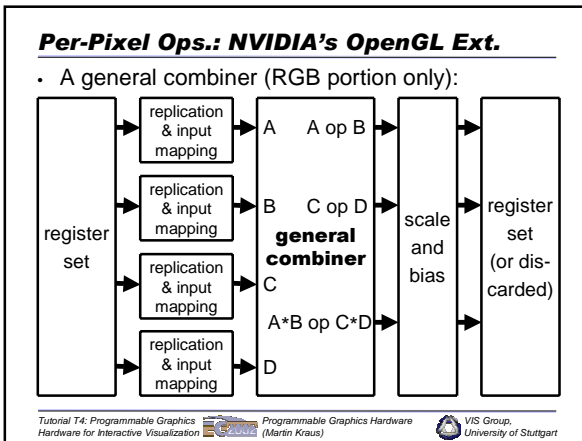 Per-Pixel Ops.: NVIDIA's OpenGL Ext.
• A general combiner (RGB portion only):
register
set
replication
& input
mapping
replication
& input
mapping
replication
& input
mapping
replication
& input
mapping
A
A op B
B
C op D
general
combiner
C
A*B op C*D
D
scale
and
bias
register
set
(or dis-
carded)
Tutorial T4: Programmable Graphics
Hardware for Interactive Visualization
Programmable Graphics Hardware
(Martin Kraus)
VIS Group,
University of Stuttgart